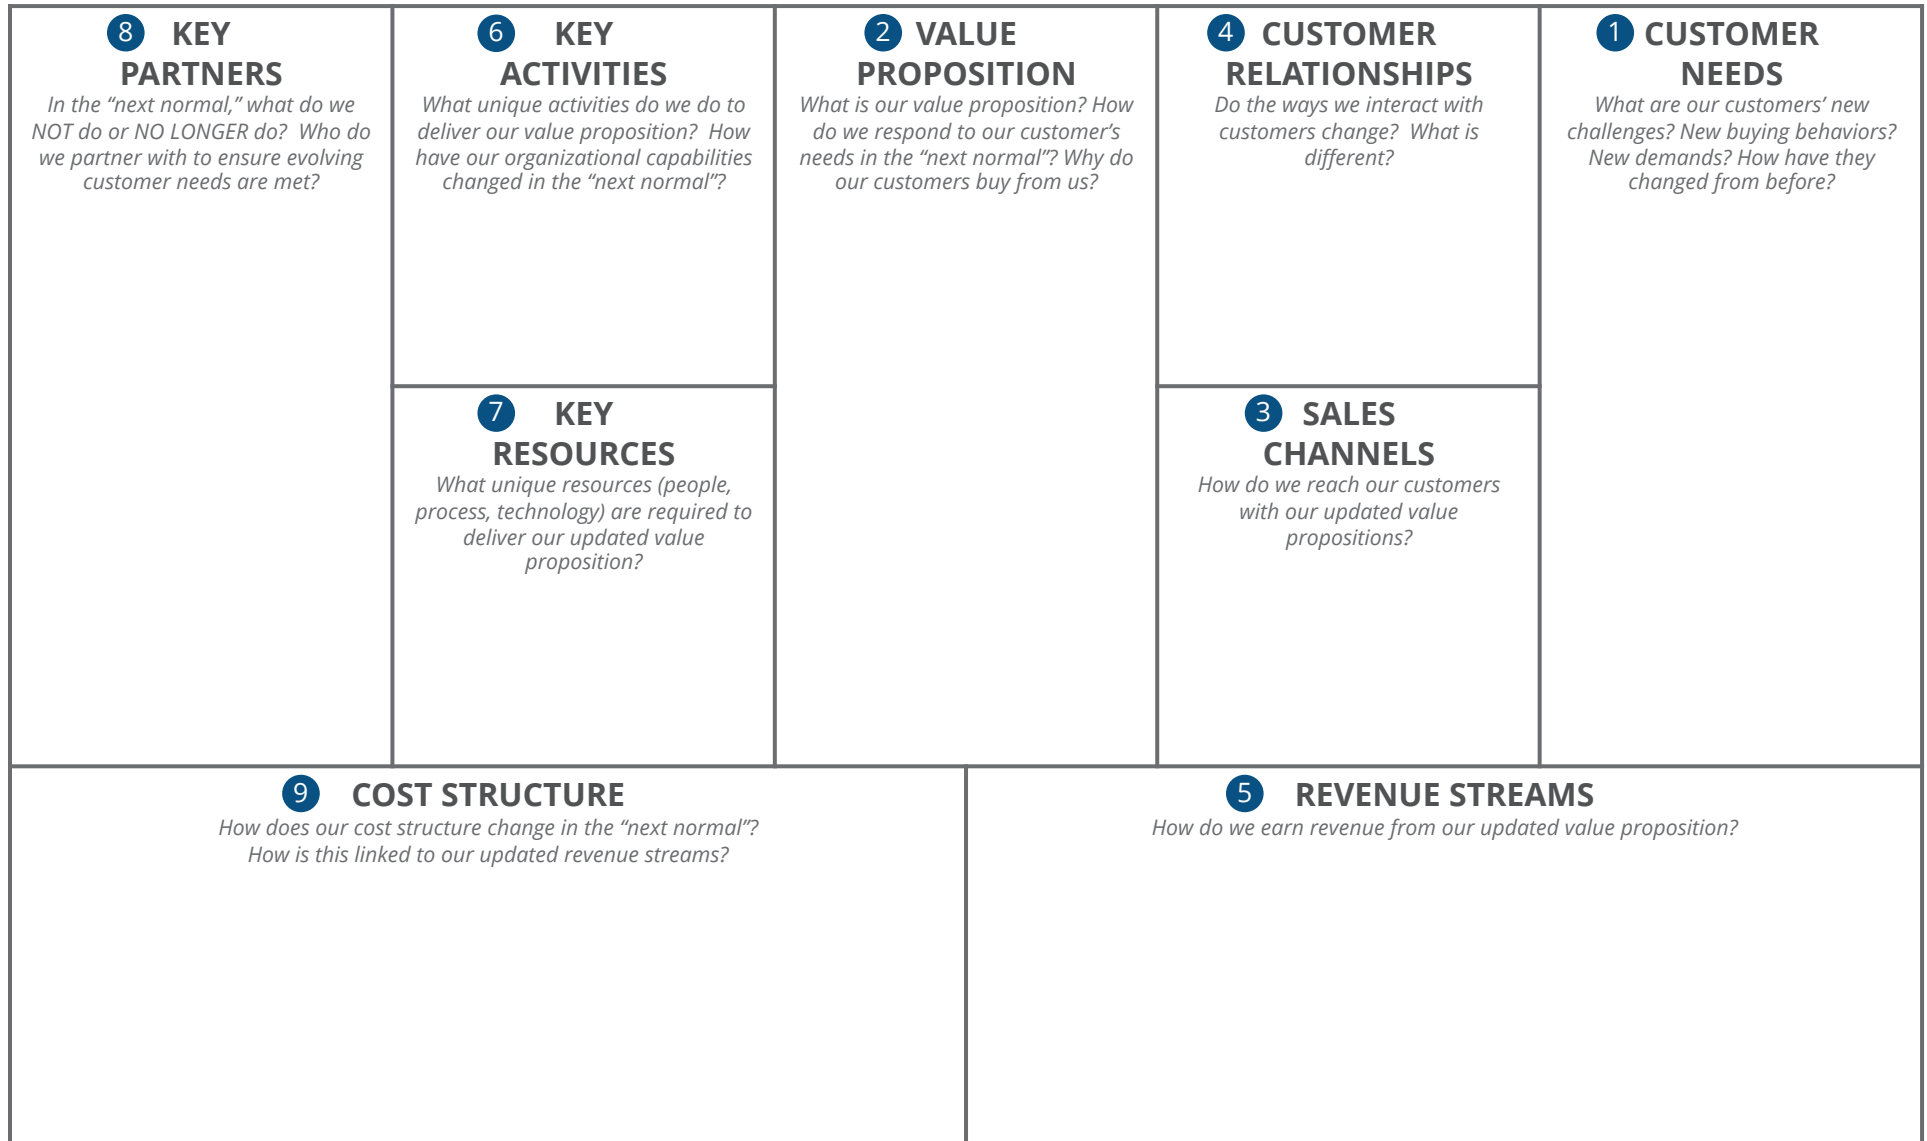 8 KEY
PARTNERS
In the “next normal,” what do we
NOT do or NO LONGER do?  Who do
we partner with to ensure evolving
customer needs are met?
6 KEY
ACTIVITIES
What unique activities do we do to
deliver our value proposition?  How
have our organizational capabilities
changed in the “next normal”?
7 KEY
RESOURCES
What unique resources (people,
process, technology) are required to
deliver our updated value
proposition?
2 VALUE
PROPOSITION
What is our value proposition? How
do we respond to our customer’s
needs in the “next normal”? Why do
our customers buy from us?
4 CUSTOMER
RELATIONSHIPS
Do the ways we interact with
customers change?  What is
different?
3 SALES
CHANNELS
How do we reach our customers
with our updated value
propositions?
1 CUSTOMER
NEEDS
What are our customers’ new
challenges? New buying behaviors?
New demands? How have they
changed from before?
9 COST STRUCTURE
How does our cost structure change in the “next normal”?
How is this linked to our updated revenue streams?
5 REVENUE STREAMS
How do we earn revenue from our updated value proposition?